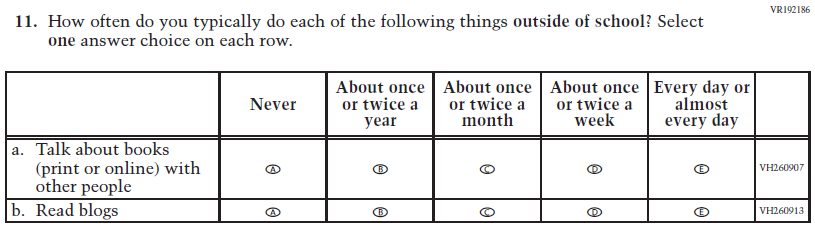 VR192186
11. How often do you typically do each of the following things outside of school? Select
one answer choice on each row.
Never
About once or twice a year
About once or twice a month
About once or twice a week
Every day or almost every day
a. Talk about books
(print or online) with
other people
A B C D E VH260907
b. Read blogs A B C D E VH260913